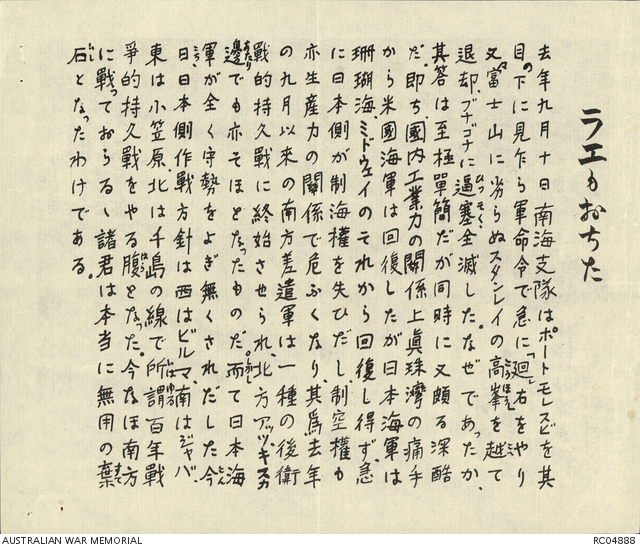 ラエもおちた
去年九月十日南海支隊はポートモレスビを其
目の下に見乍ら軍命令で急に「廻」右をやり
又富士山に劣らぬスタンレイの高峯を越て
退却、ブナゴナに逼塞全滅した。なぜであったか、
其答は至極單簡だが同時に又頗る深酷
だ。即ち國内工業力の關係上眞珠灣の痛手
から米國海軍は回復したが日本海軍は
珊瑚海、ミドウェイのそれから回復し得ず、急
に日本側が制海權を失ひだし、制空權も
亦生産力の關係で危ふくなり、其爲去年
の九月以来の南方差遣軍は一種の後衛
戰的持久戰に終始させられ、北方アッツ、キスカ
邊でも亦そほとなったものだ。而て日本海
軍が全く守勢をよぎ無くされだした今
日日本側作戰方針は西はビルマ、南はジャバ
東は小笠原、北は千島の線で所謂百年戰
爭的持久戰をやる腹となった。今なほ南方
に戰っておらるゝ諸君は本当に無用の棄
石となったわけである。
AUSTRALIAN WAR MEMORIAL
RC04888